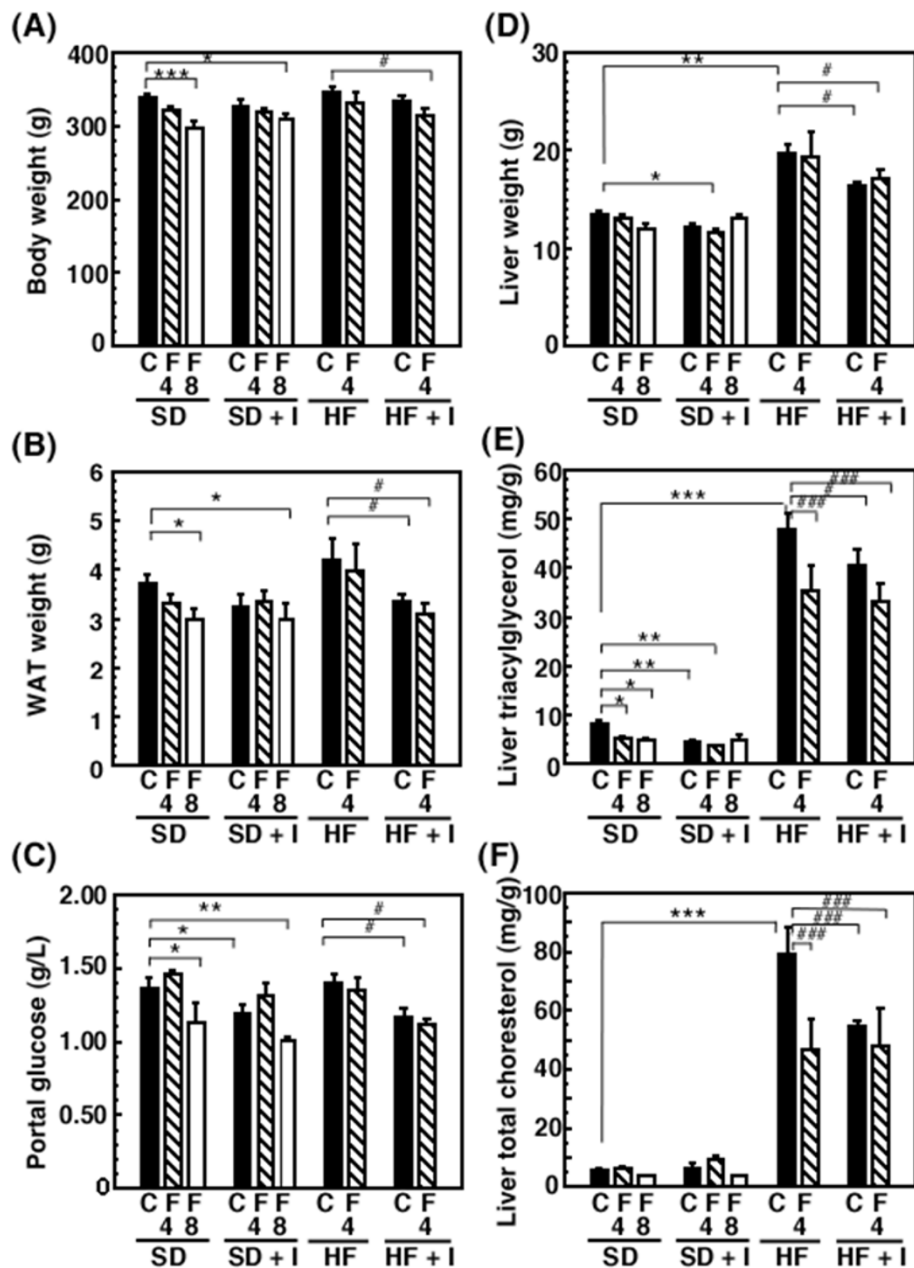 (A)
Body weight (g)
400
300
200
100
0
*
***
#
C F F C F F C F C F
4 8 4 8 4 4
SD SD + I HF HF + I
(B)
WAT weight (g)
6
5
4
3
2
1
0
*
*
#
#
C F F C F F C F C F
4 8 4 8 4 4
SD SD + I HF HF + I
(C)
Portal glucose (g/L)
2.00
1.50
1.00
0.50
0
**
*
*
#
#
C F F C F F C F C F
4 8 4 8 4 4
SD SD + I HF HF + I
(D)
Liver weight (g)
30
20
10
0
**
*
#
#
C F F C F F C F C F
4 8 4 8 4 4
SD SD + I HF HF + I
(E)
Liver triacylglycerol (mg/g)
60
50
40
30
20
10
0
***
**
**
*
*
###
#
###
C F F C F F C F C F
4 8 4 8 4 4
SD SD + I HF HF + I
(F)
Liver total choresterol (mg/g)
100
80
60
40
20
0
***
###
###
###
C F F C F F C F C F
4 8 4 8 4 4
SD SD + I HF HF + I